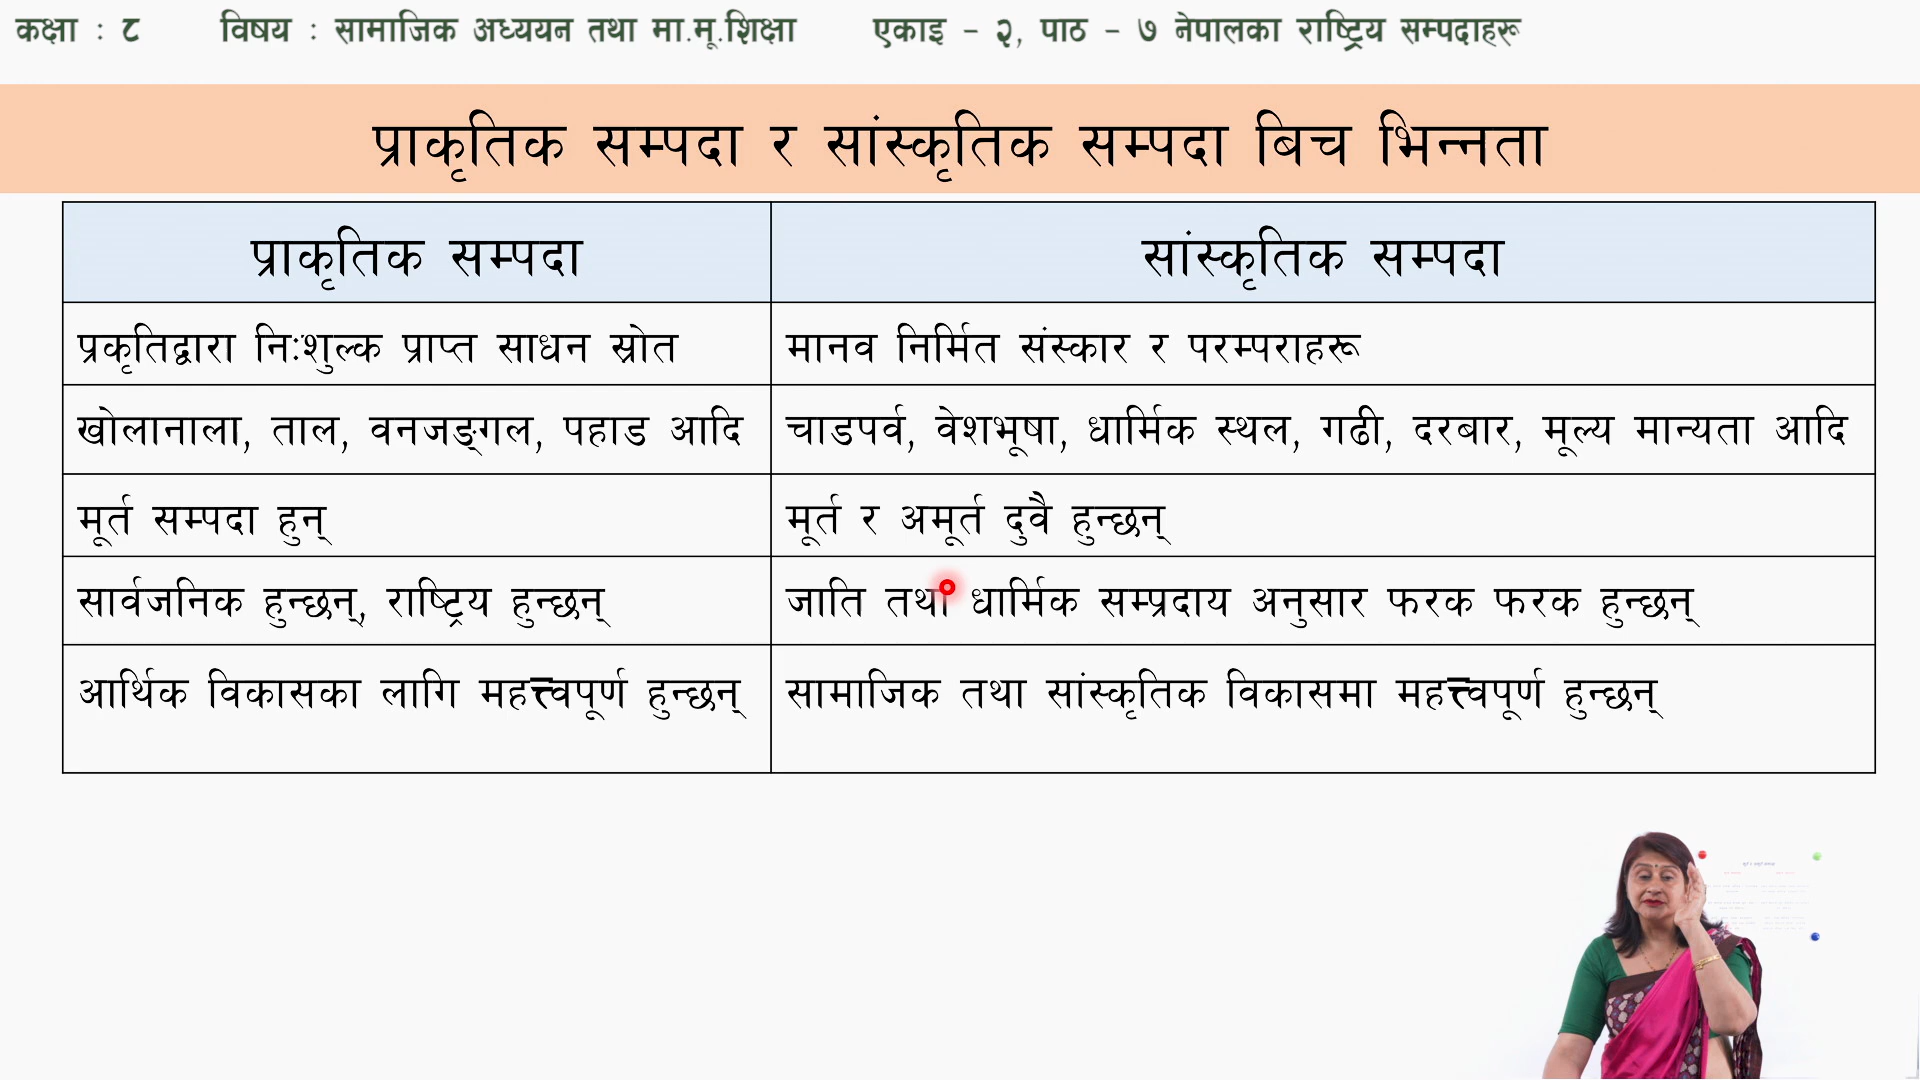 कक्षा : ८ विषय : सामाजिक अध्ययन तथा मा.मू.शिक्षा एकाइ - २, पाठ - ७ नेपालका राष्ट्रिय सम्पदाहरू
प्राकृतिक सम्पदा र सांस्कृतिक सम्पदा बिच भिन्नता
प्राकृतिक सम्पदा सांस्कृतिक सम्पदा
प्रकृतिद्वारा निःशुल्क प्राप्त साधन स्रोत मानव निर्मित संस्कार र परम्पराहरू
खोलानाला, ताल, वनजङ्गल, पहाड आदि चाडपर्व, वेशभूषा, धार्मिक स्थल, गढी, दरबार, मूल्य मान्यता आदि
मूर्त सम्पदा हुन् मूर्त र अमूर्त दुवै हुन्छन्
सार्वजनिक हुन्छन्, राष्ट्रिय हुन्छन् जाति तथा धार्मिक सम्प्रदाय अनुसार फरक फरक हुन्छन्
आर्थिक विकासका लागि महत्त्वपूर्ण हुन्छन् सामाजिक तथा सांस्कृतिक विकासमा महत्त्वपूर्ण हुन्छन्